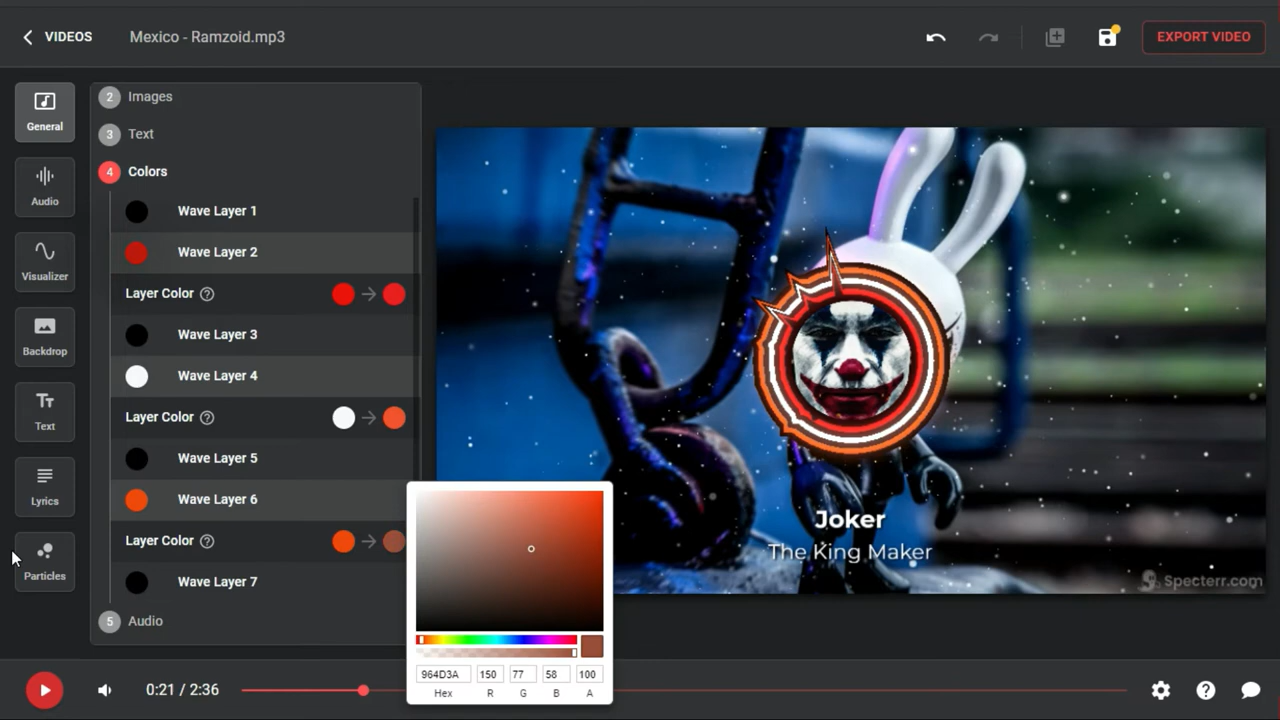 VIDEOS
Mexico - Ramzoid.mp3
EXPORT VIDEO
General
Audio
Visualizer
Backdrop
Text
Lyrics
Particles
2 Images
3 Text
4 Colors
Wave Layer 1
Wave Layer 2
Layer Color ?
Wave Layer 3
Wave Layer 4
Layer Color ?
Wave Layer 5
Wave Layer 6
Layer Color ?
Wave Layer 7
5 Audio
964D3A 150 77 58 100
Hex R G B A
Joker
The King Maker
Specterr.com
0:21 / 2:36
?